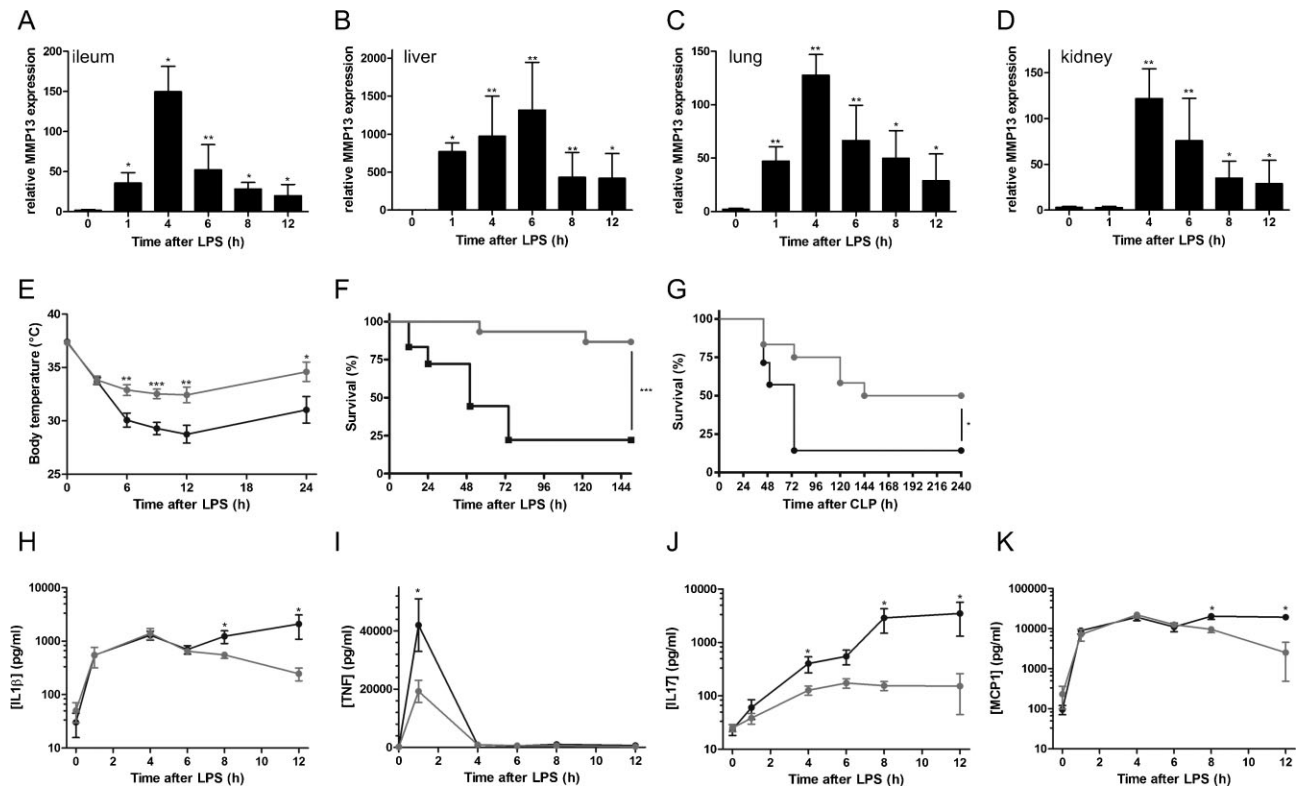 A
ileum
relative MMP13 expression
200
150
100
50
0
* * ** * *
0 1 4 6 8 12
Time after LPS (h)
B
liver
relative MMP13 expression
2000
1500
1000
500
0
* ** ** ** *
0 1 4 6 8 12
Time after LPS (h)
C
lung
relative MMP13 expression
150
100
50
0
** ** ** * *
0 1 4 6 8 12
Time after LPS (h)
D
kidney
relative MMP13 expression
150
100
50
0
** ** * *
0 1 4 6 8 12
Time after LPS (h)
E
Body temperature (°C)
40
35
30
25
** *** ** *
0 6 12 18 24
Time after LPS (h)
F
Survival (%)
100
75
50
25
0
***
0 24 48 72 96 120 144
Time after LPS (h)
G
Survival (%)
100
75
50
25
0
*
0 24 48 72 96 120 144 168 192 216 240
Time after CLP (h)
H
[IL1β] (pg/ml)
10000
1000
100
10
* *
0 2 4 6 8 10 12
Time after LPS (h)
I
[TNF] (pg/ml)
40000
20000
0
*
0 2 4 6 8 10 12
Time after LPS (h)
J
[IL17] (pg/ml)
10000
1000
100
10
* * *
0 2 4 6 8 10 12
Time after LPS (h)
K
[MCP1] (pg/ml)
100000
10000
1000
100
10
* *
0 2 4 6 8 10 12
Time after LPS (h)